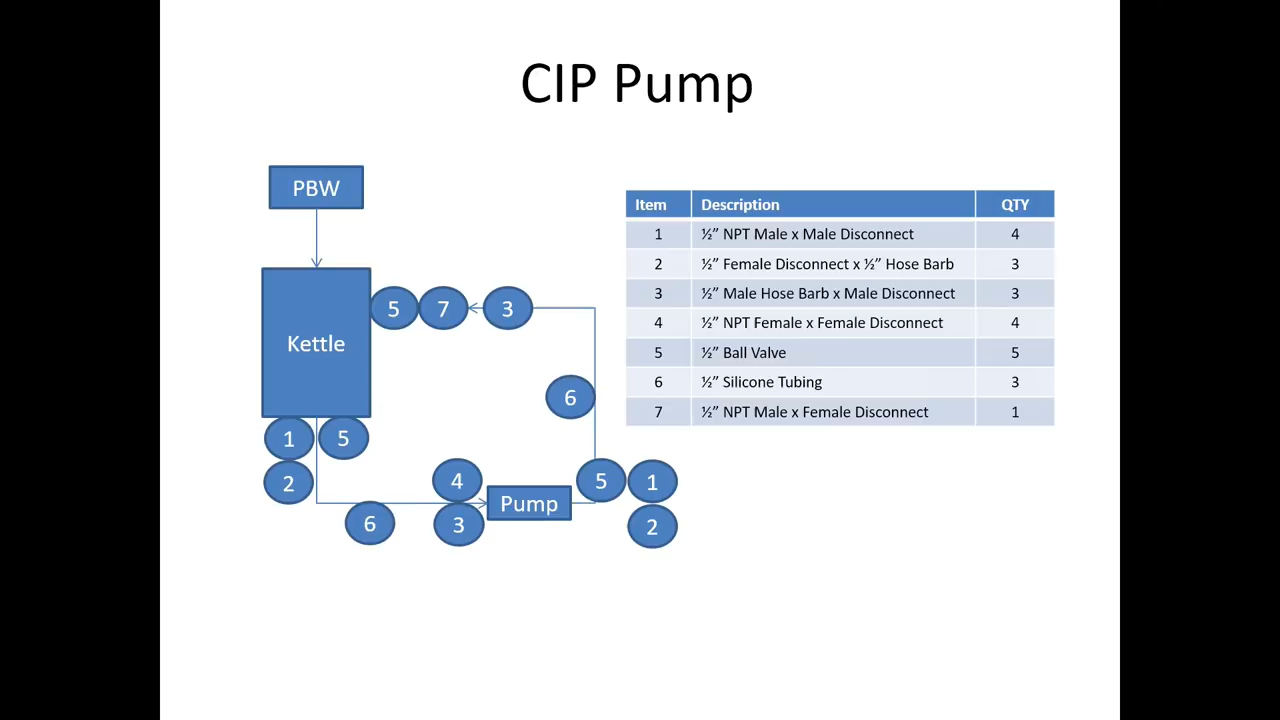 CIP Pump
PBW
Kettle
5 7 3
6
1 5
2
6
4
3
Pump
5 1
2
Item Description QTY
1 ½” NPT Male x Male Disconnect 4
2 ½” Female Disconnect x ½” Hose Barb 3
3 ½” Male Hose Barb x Male Disconnect 3
4 ½” NPT Female x Female Disconnect 4
5 ½” Ball Valve 5
6 ½” Silicone Tubing 3
7 ½” NPT Male x Female Disconnect 1